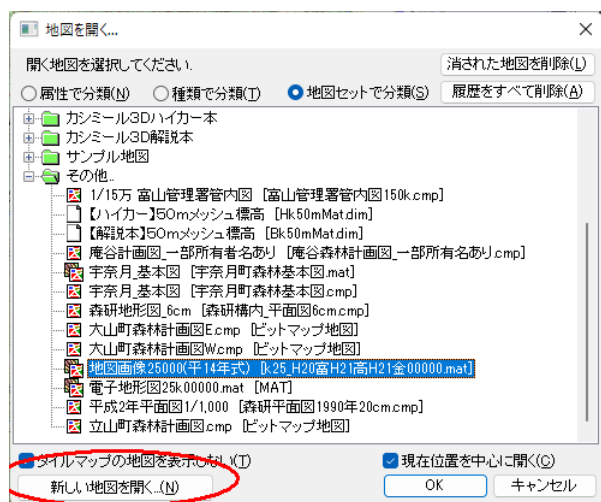 地図を開く...
開く地図を選択してください.
消された地図を削除(L)
属性で分類(N) 種類で分類(T) 地図セットで分類(S) 履歴をすべて削除(A)
カシミール3Dハイカー本
カシミール3D解説本
サンプル地図
その他..
1/15万 富山管理署管内図 [富山管理署管内図150k.cmp]
【ハイカー】50mメッシュ標高 [Hk50mMat.dim]
【解説本】50mメッシュ標高 [Bk50mMat.dim]
庵谷計画図_一部所有者名あり [庵谷森林計画図_一部所有名あり.cmp]
宇奈月_基本図 [宇奈月町森林基本図.mat]
宇奈月_基本図 [宇奈月町森林基本図.cmp]
森研地形図_6cm [森研構内_平面図6cm.cmp]
大山町森林計画図E.cmp [ビットマップ地図]
大山町森林計画図W.cmp [ビットマップ地図]
地図画像25000(平14年式) [k25_H20富H21高H21金00000.mat]
電子地形図25k00000.mat [MAT]
平成2年平面図1/1,000 [森研平面図1990年20cm.cmp]
立山町森林計画図.cmp [ビットマップ地図]
タイルマップの地図を表示しない(T) 現在位置を中心に開く(C)
新しい地図を開く...(N) OK キャンセル